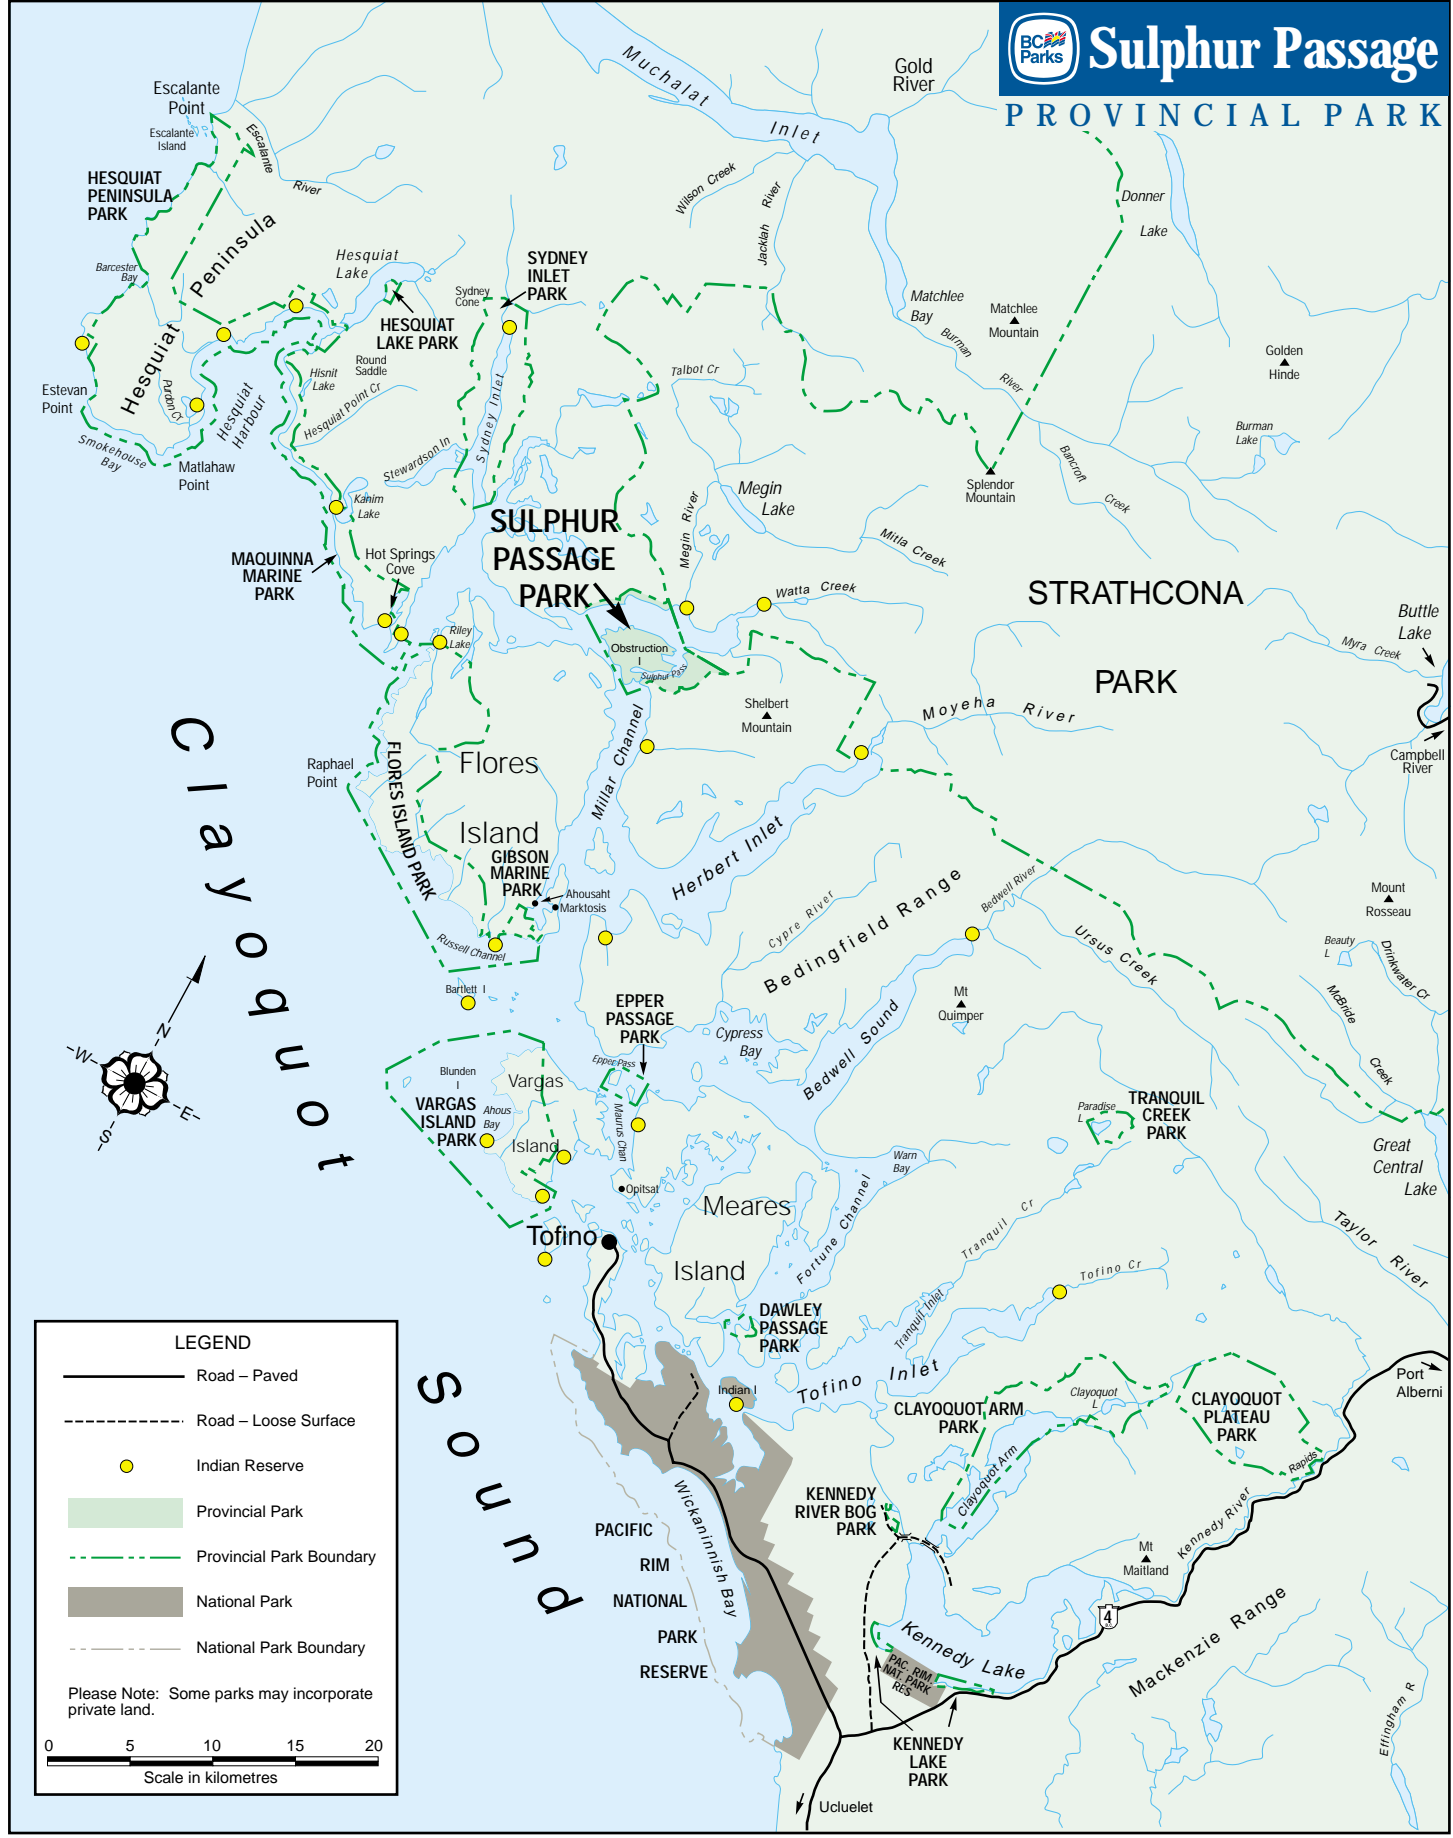 BC
Parks
Sulphur Passage
PROVINCIAL PARK
Muchalat
Inlet
Gold
River
Escalante
Point
Escalante
Island
Escalante
River
HESQUIAT
PENINSULA
PARK
Wilson Creek
Jacklah River
Donner
Lake
Hesquiat
Peninsula
Barcester
Bay
Hesquiat
Lake
HESQUIAT
LAKE PARK
Sydney
Cone
SYDNEY
INLET
PARK
Matchlee
Bay
Matchlee
Mountain
Burman
River
Golden
Hinde
Burman
Lake
Round
Saddle
Hisnit
Lake
Hesquiat Point Cr
Purdon Cr
Hesquiat
Harbour
Estevan
Point
Smokehouse
Bay
Matlahaw
Point
Stewardson In
Sydney Inlet
Talbot Cr
Splendor
Mountain
Bancroft
Creek
Kanim
Lake
Megin
Lake
Megin River
Mitla Creek
SULPHUR
PASSAGE
PARK
MAQUINNA
MARINE
PARK
Hot Springs
Cove
Watta Creek
STRATHCONA
PARK
Buttle
Lake
Myra Creek
Campbell
River
Riley
Lake
Obstruction
I
Sulphur Pass
Shelbert
Mountain
Moyeha River
Raphael
Point
FLORES ISLAND PARK
Flores
Island
Millar Channel
Herbert Inlet
GIBSON
MARINE
PARK
Ahousaht
Marktosis
Russell Channel
Bartlett I
Cypre River
Bedingfield Range
Bedwell River
Ursus Creek
Mount
Rosseau
Beauty
L
Drinkwater Cr
McBride
Creek
Mt
Quimper
Bedwell Sound
EPPER
PASSAGE
PARK
Cypress
Bay
Epper Pass
Clayoquot
Sound
N
W
E
S
Blunden
I
VARGAS
ISLAND
PARK
Ahous
Bay
Vargas
Island
Maurus Chan
Opitsat
Paradise
L
TRANQUIL
CREEK
PARK
Great
Central
Lake
Warn
Bay
Meares
Island
Fortune Channel
Tranquil Cr
Tofino Cr
Taylor River
Tofino
Tranquil Inlet
DAWLEY
PASSAGE
PARK
Tofino Inlet
Indian I
CLAYOQUOT ARM
PARK
Clayoquot
L
CLAYOQUOT
PLATEAU
PARK
Port
Alberni
Clayoquot Arm
Rapids
Kennedy River
KENNEDY
RIVER BOG
PARK
Mt
Maitland
Wickaninnish Bay
PACIFIC
RIM
NATIONAL
PARK
RESERVE
4
B.C.
Kennedy Lake
PAC. RIM
NAT. PARK
RES
Mackenzie Range
Effingham R
KENNEDY
LAKE
PARK
Ucluelet
LEGEND
Road – Paved
Road – Loose Surface
Indian Reserve
Provincial Park
Provincial Park Boundary
National Park
National Park Boundary
Please Note: Some parks may incorporate
private land.
0 5 10 15 20
Scale in kilometres